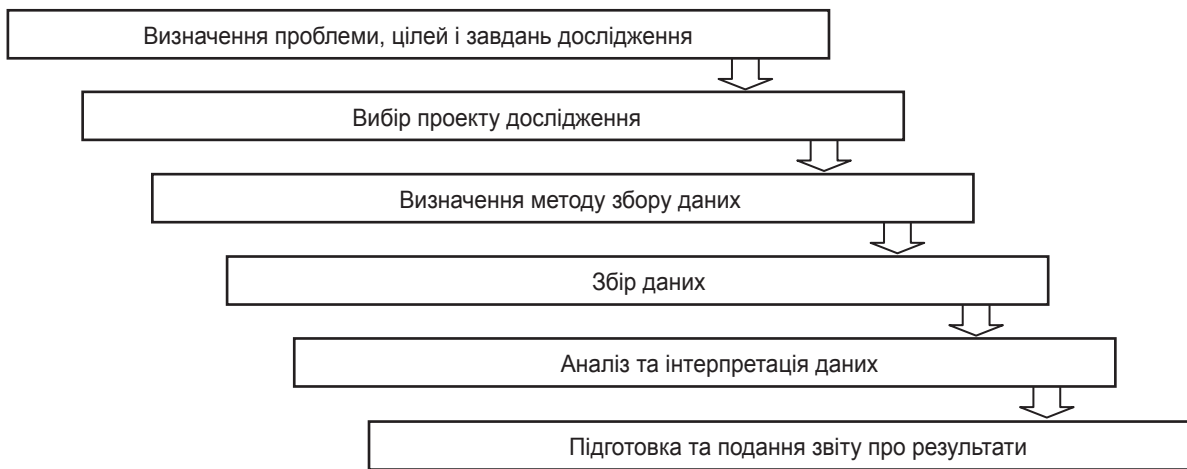 Визначення проблеми, цілей і завдань дослідження
Вибір проекту дослідження
Визначення методу збору даних
Збір даних
Аналіз та інтерпретація даних
Підготовка та подання звіту про результати